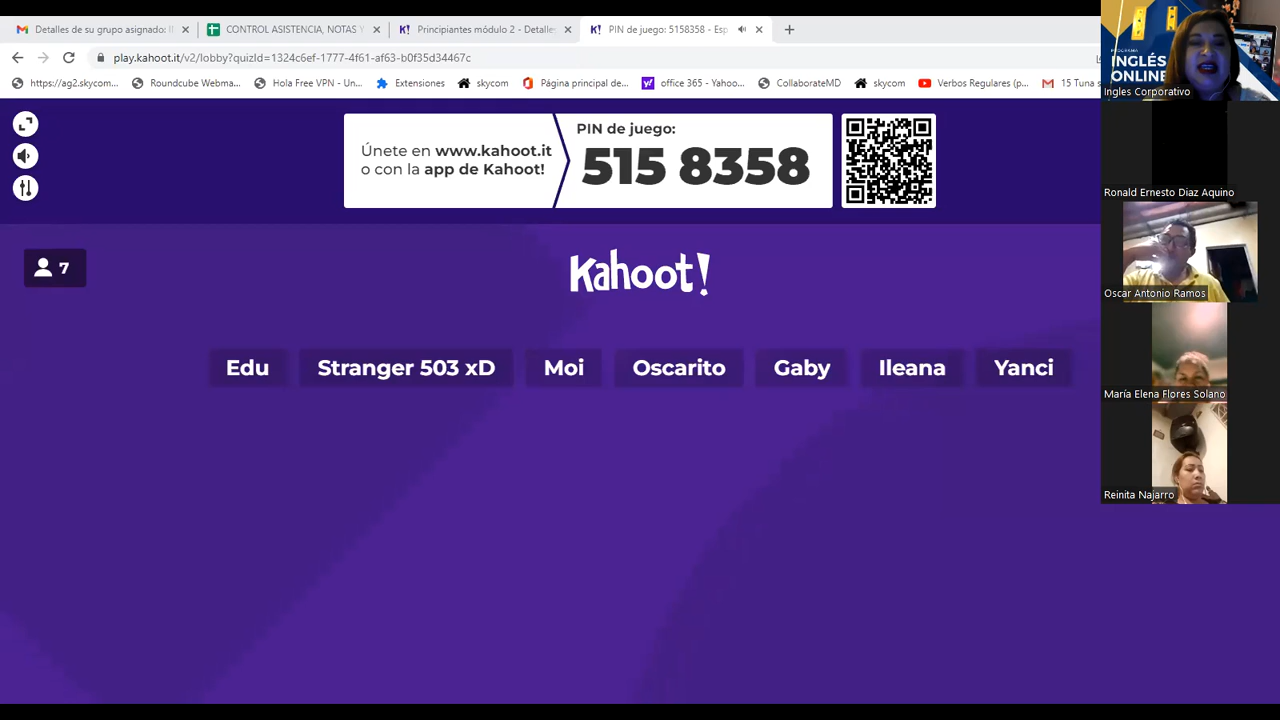 Detalles de su grupo asignado: I
CONTROL ASISTENCIA, NOTAS Y
Principiantes módulo 2 - Detalle
PIN de juego: 5158358 - Esp
play.kahoot.it/v2/lobby?quizId=1324c6ef-1777-4f61-af63-b0f35d34467c
https://ag2.skycom...
Roundcube Webma...
Hola Free VPN - Un...
Extensiones
skycom
Página principal de...
office 365 - Yahoo...
CollaborateMD
skycom
Verbos Regulares (p...
15 Tuna s
Únete en www.kahoot.it
o con la app de Kahoot!
PIN de juego:
515 8358
7
Kahoot!
Edu
Stranger 503 xD
Moi
Oscarito
Gaby
Ileana
Yanci
PROGRAMA
INGLÉS
ONLINE
Ingles Corporativo
Ronald Ernesto Diaz Aquino
Oscar Antonio Ramos
María Elena Flores Solano
Reinita Najarro